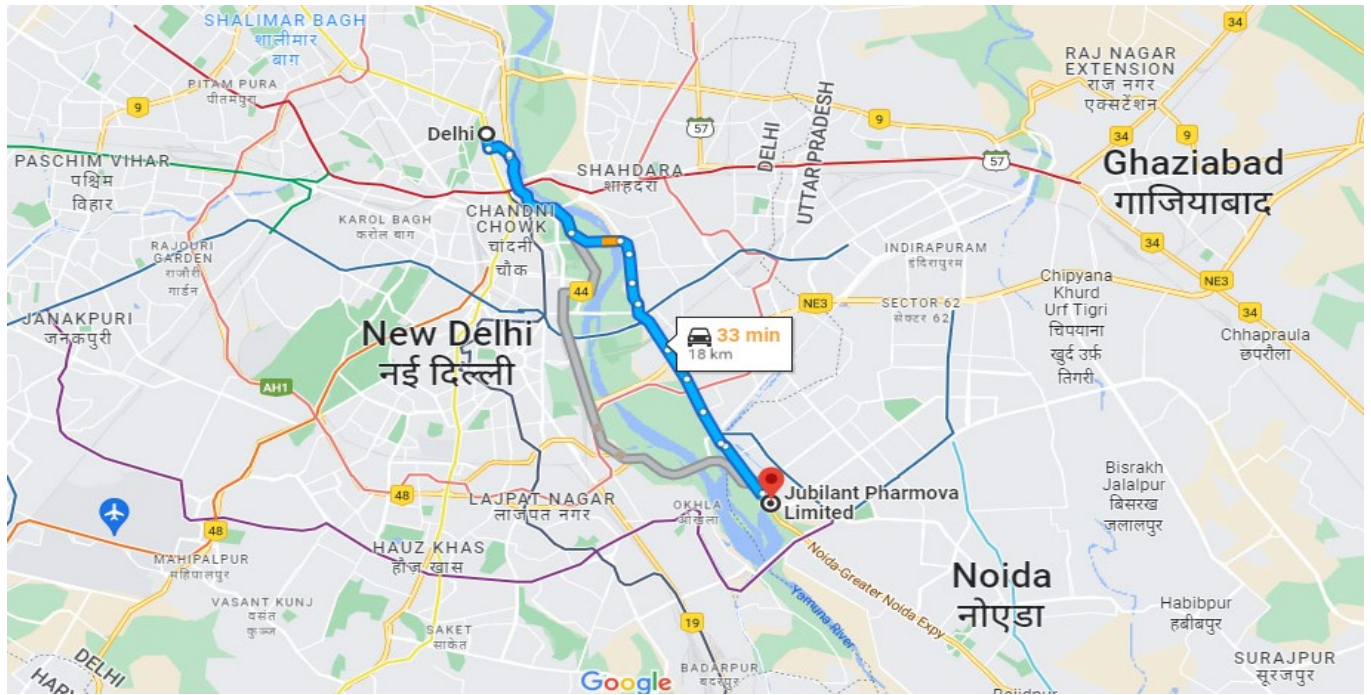 SHALIMAR BAGH
शालीमार
बाग़
PITAM PURA
पीतमपुरा
9
Delhi
57
9
RAJ NAGAR
EXTENSION
राज नगर
एक्सटेंशन
34
9
PASCHIM VIHAR
पश्चिम
विहार
SHAHDARA
शाहदरा
DELHI
UTTAR PRADESH
57
Ghaziabad
गाजियाबाद
KAROL BAGH
करोल बाग
CHANDNI
CHOWK
चांदनी
चौक
RAJOURI
GARDEN
राजौरी
गार्डन
34
INDIRAPURAM
इंदिरापुरम
44
NE3
SECTOR 62
सेक्टर 62
Chipyana
Khurd
Urf Tigri
चिपयाना
खुर्द उर्फ़
तिगरी
NE3
34
JANAKPURI
जनकपुरी
New Delhi
नई दिल्ली
33 min
18 km
Chhapraula
छपरौला
AH1
48
LAJPAT NAGAR
लाजपत नगर
OKHLA
ओखला
Jubilant Pharmova
Limited
Bisrakh
Jalalpur
बिसरख
जलालपुर
48
MAHIPALPUR
महिपालपुर
HAUZ KHAS
हौज़ खास
Noida-Greater Noida Expy
Noida
नोएडा
VASANT KUNJ
वसंत
कुञ्ज
Yamuna River
Habibpur
हबीबपुर
SAKET
साकेत
19
DELHI
HARY
Google
BADARPUR
बदरपुर
SURAJPUR
सूरजपुर